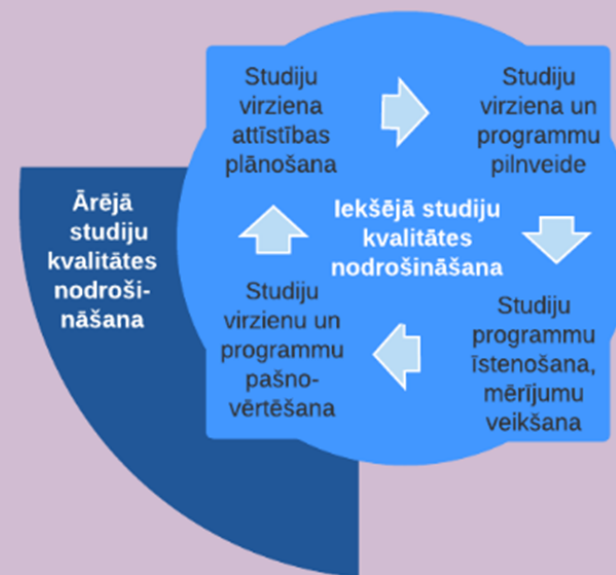 Studiju
virziena
attīstības
plānošana
Studiju
virziena un
programmu
pilnveide
Ārējā
studiju
kvalitātes
nodroši-
nāšana
Iekšējā studiju
kvalitātes
nodrošināšana
Studiju
virzienu un
programmu
pašno-
vērtēšana
Studiju
programmu
īstenošana,
mērījumu
veikšana